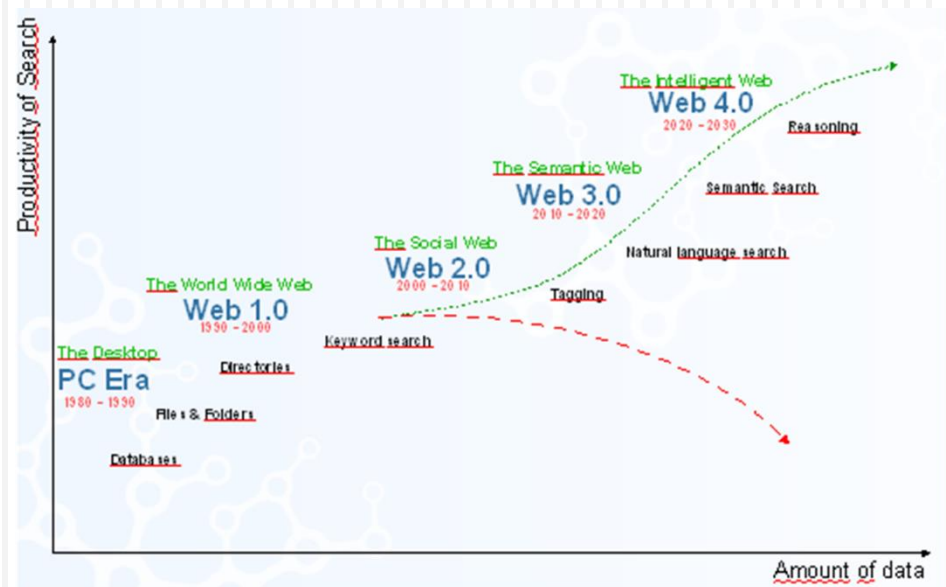 Productivity of Search
The Intelligent Web
Web 4.0
2020 - 2030
Reasoning
The Semantic Web
Web 3.0
2010 - 2020
Semantic Search
The Social Web
Web 2.0
2000 - 2010
Natural language search
The World Wide Web
Web 1.0
1990 - 2000
Tagging
Keyword search
The Desktop
PC Era
1980 - 1990
Directories
Files & Folders
Databases
Amount of data